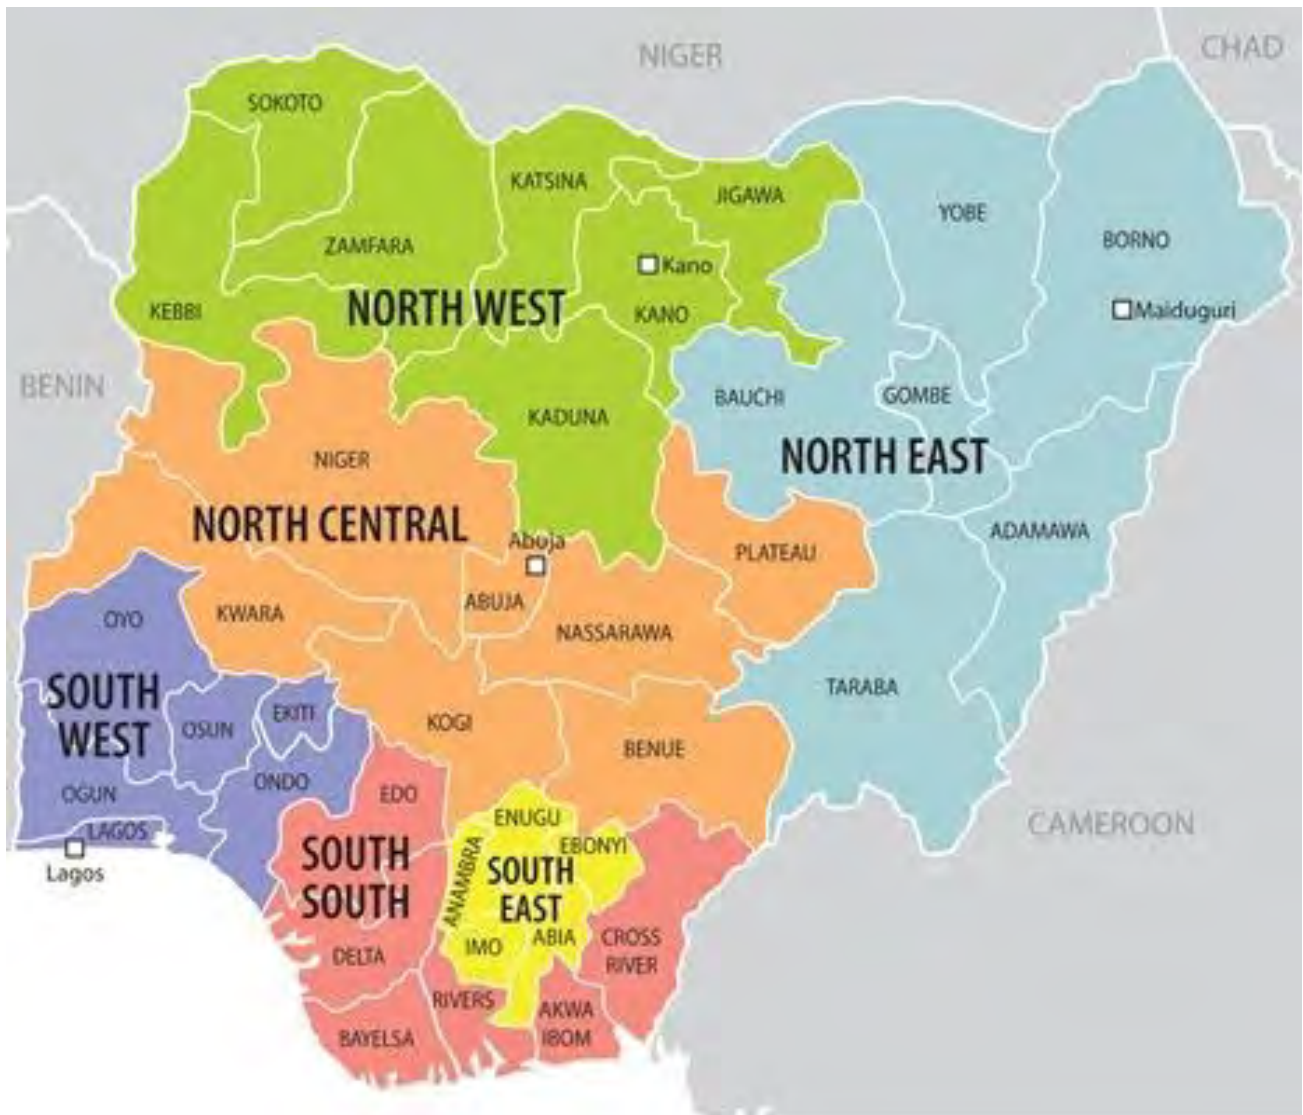 NIGER
CHAD
SOKOTO
KATSINA
JIGAWA
YOBE
ZAMFARA
BORNO
Kano
KEBBI
NORTH WEST
KANO
Maiduguri
BENIN
BAUCHI
GOMBE
KADUNA
NIGER
NORTH EAST
NORTH CENTRAL
ADAMAWA
Abuja
PLATEAU
ABUJA
KWARA
OYO
NASSARAWA
SOUTH
WEST
TARABA
EKITI
OSUN
KOGI
BENUE
ONDO
OGUN
EDO
ENUGU
CAMEROON
LAGOS
EBONYI
Lagos
SOUTH
SOUTH
ANAMBRA
SOUTH
EAST
IMO
ABIA
CROSS
RIVER
DELTA
RIVERS
AKWA
IBOM
BAYELSA